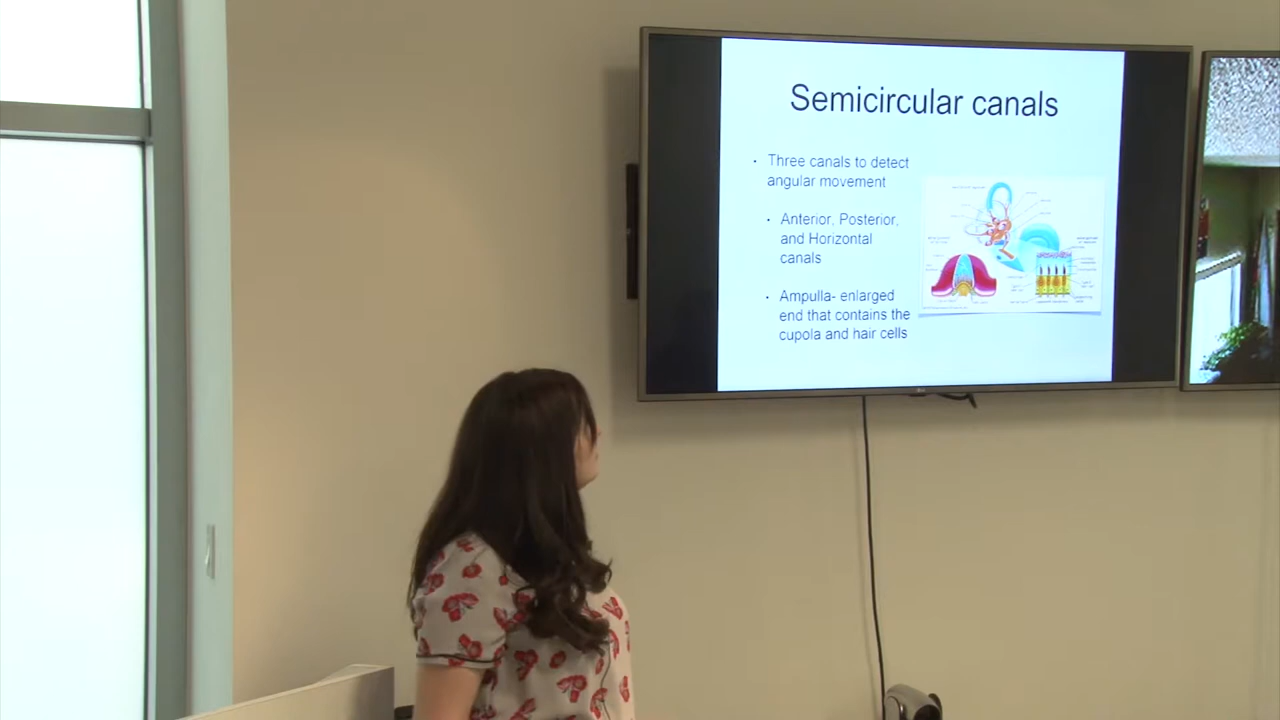 Semicircular canals
· Three canals to detect
angular movement
· Anterior, Posterior,
and Horizontal
canals
· Ampulla- enlarged
end that contains the
cupola and hair cells
LG